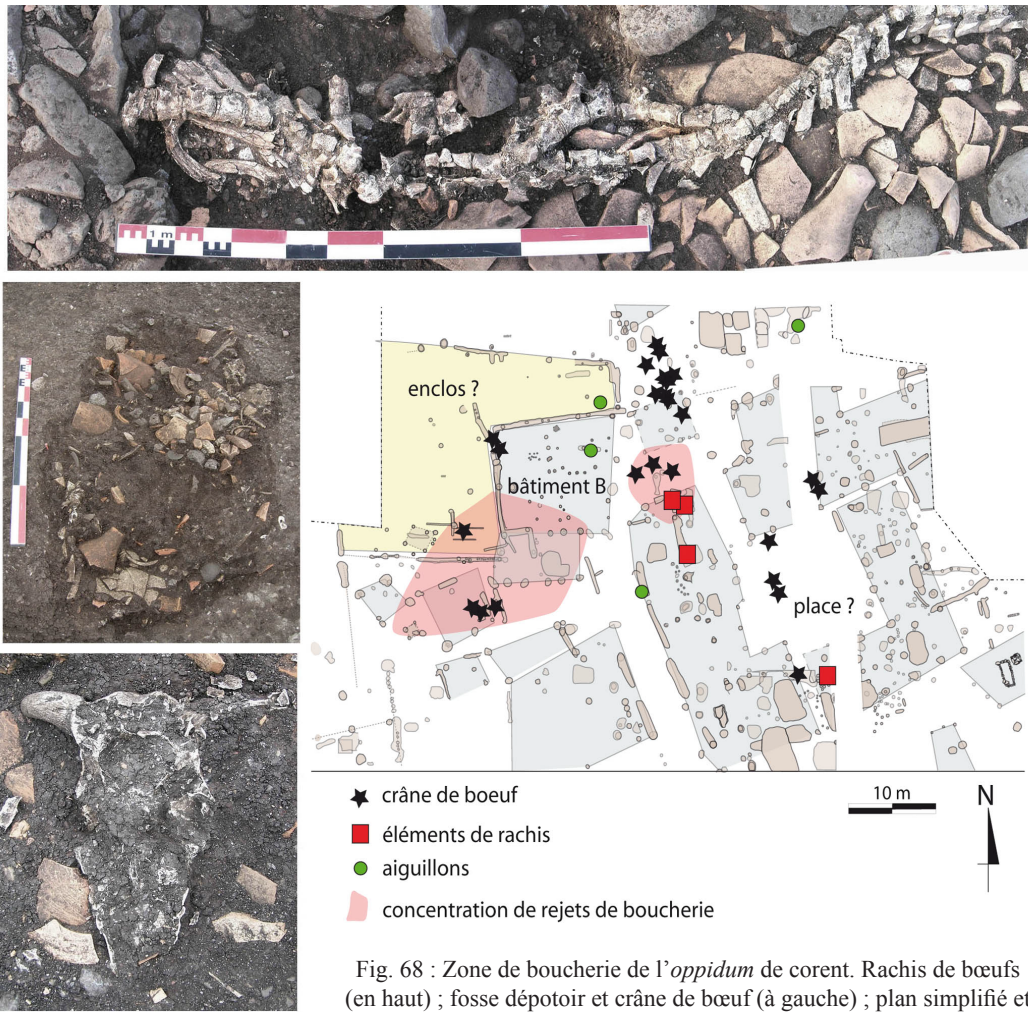 1 m
enclos ?
bâtiment B
place ?
crâne de boeuf
éléments de rachis
aiguillons
concentration de rejets de boucherie
10 m
N
Fig. 68 : Zone de boucherie de l'oppidum de corent. Rachis de bœufs
(en haut) ; fosse dépotoir et crâne de bœuf (à gauche) ; plan simplifié et